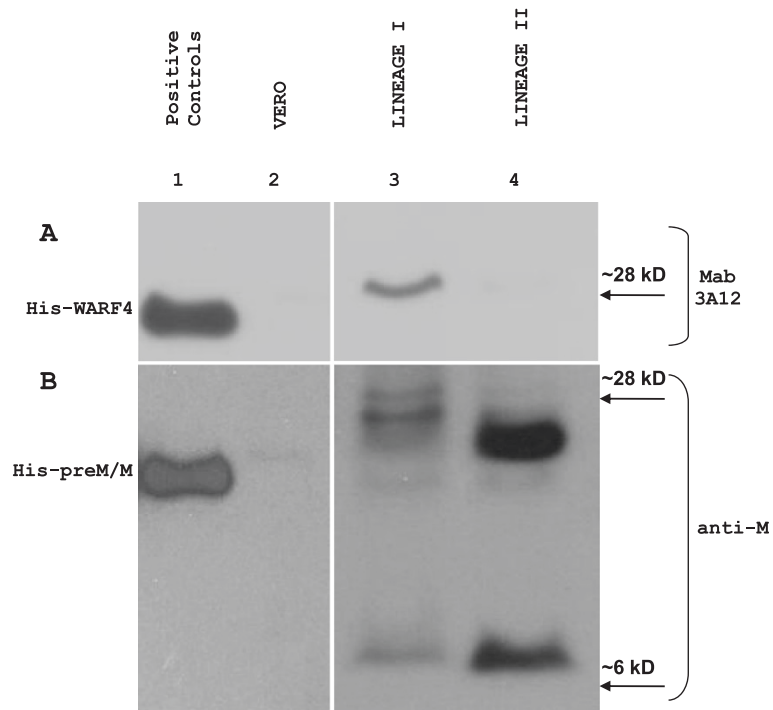 Positive
Controls
VERO
LINEAGE I
LINEAGE II
1
2
3
4
A
His-WARF4
~28 kD
Mab
3A12
B
~28 kD
His-preM/M
anti-M
~6 kD